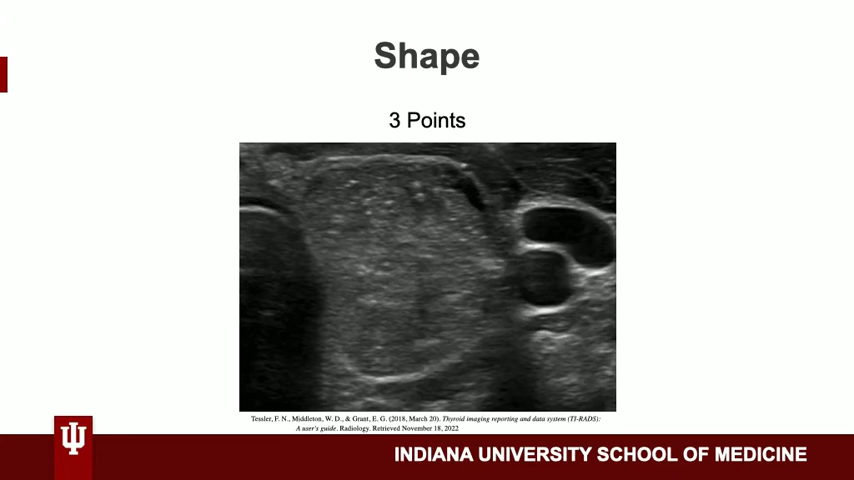 Shape
3 Points
Tessler, F. N., Middleton, W. D., & Grant, E. G. (2018, March 20). Thyroid imaging reporting and data system (TI-RADS):
A user's guide. Radiology. Retrieved November 18, 2022
INDIANA UNIVERSITY SCHOOL OF MEDICINE